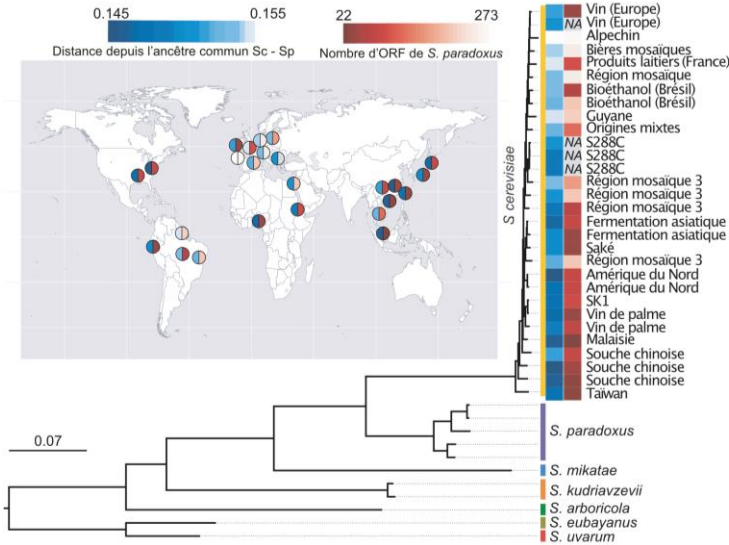 0.145
0.155
22
273
Distance depuis l'ancêtre commun Sc - Sp
Nombre d'ORF de S. paradoxus
S cerevisiae
Vin (Europe)
NA Vin (Europe)
Alpechin
Bières mosaïques
Produits laitiers (France)
Région mosaïque
Bioéthanol (Brésil)
Bioéthanol (Brésil)
Guyane
Origines mixtes
NA S288C
NA S288C
NA S288C
Région mosaïque 3
Région mosaïque 3
Région mosaïque 3
Fermentation asiatique
Fermentation asiatique
Saké
Région mosaïque 3
Amérique du Nord
Amérique du Nord
SK1
Vin de palme
Vin de palme
Malaisie
Souche chinoise
Souche chinoise
Souche chinoise
Taïwan
0.07
S. paradoxus
S. mikatae
S. kudriavzevii
S. arboricola
S. eubayanus
S. uvarum